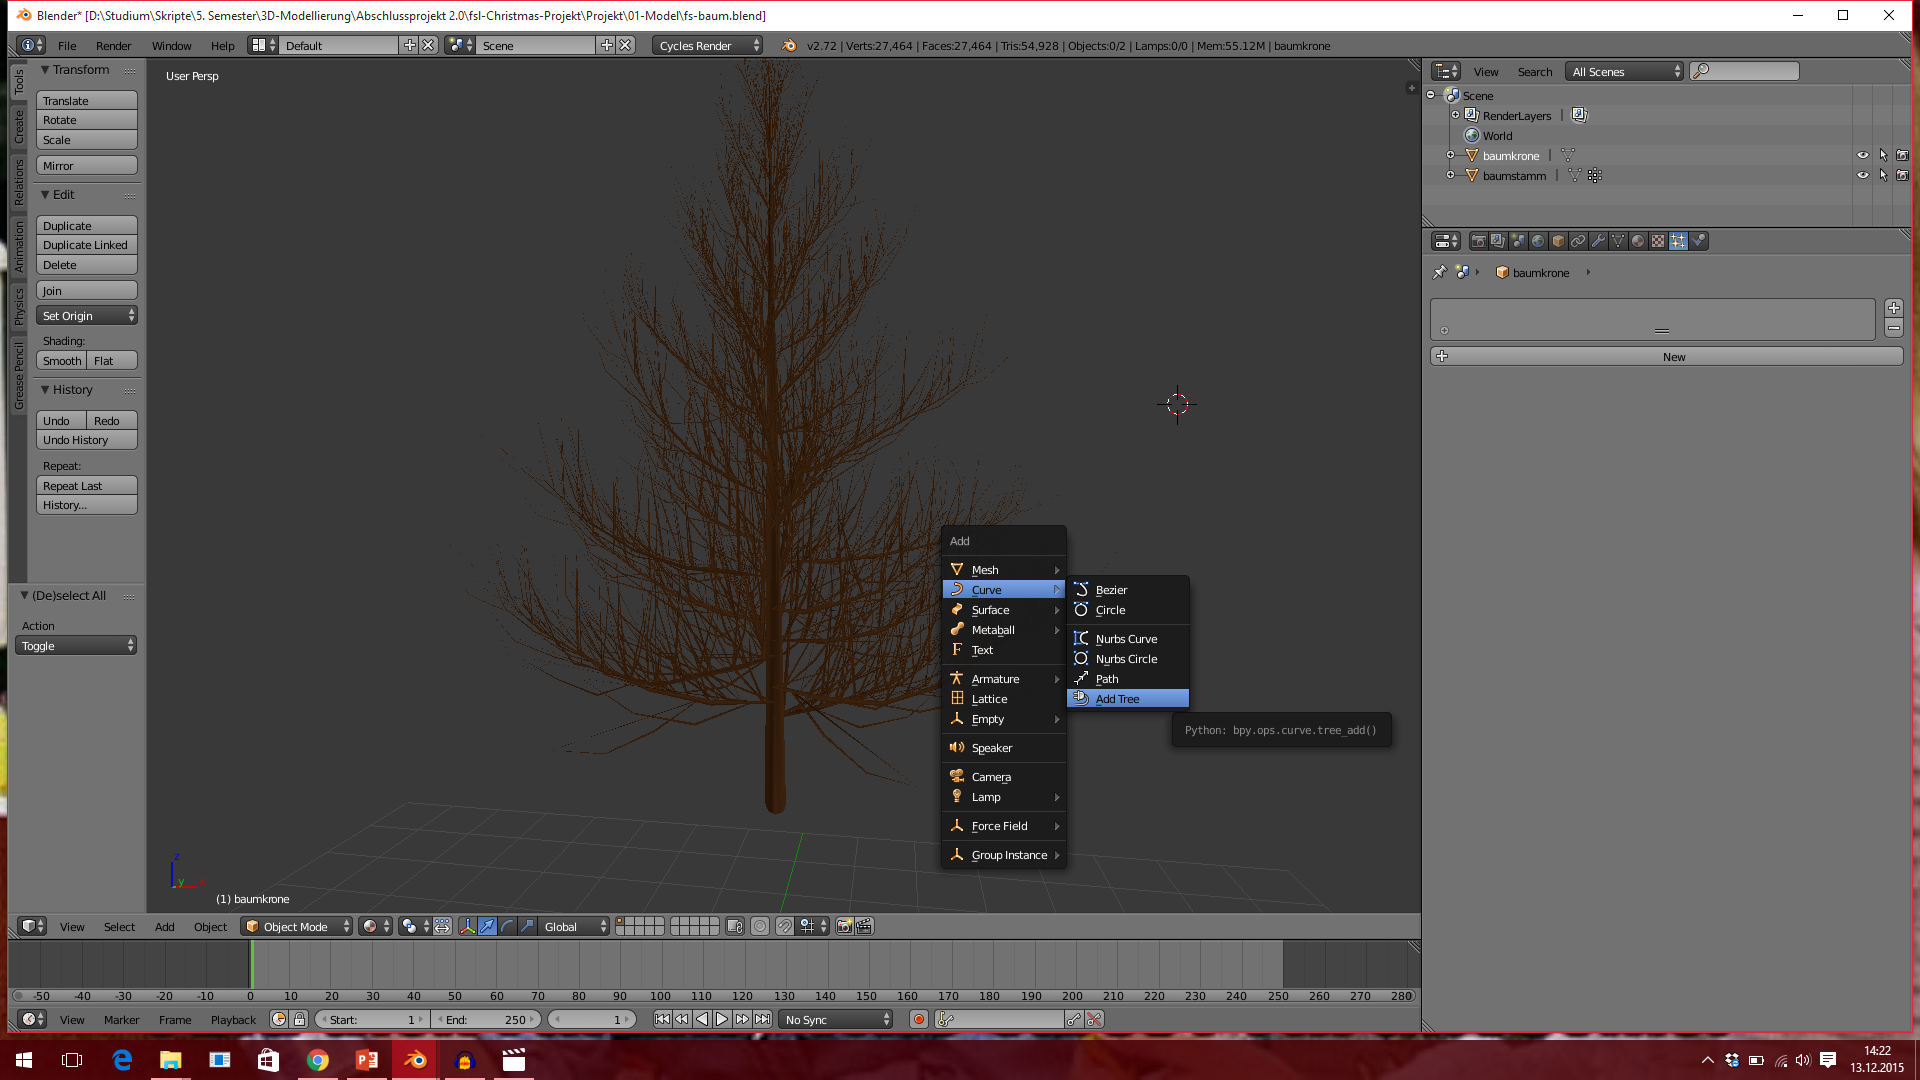 Blender* [D:\Studium\Skripte\5. Semester\3D-Modellierung\Abschlussprojekt 2.0\fsl-Christmas-Projekt\Projekt\01-Model\fs-baum.blend]
File Render Window Help Default Scene Cycles Render v2.72 | Verts:27,464 | Faces:27,464 | Tris:54,928 | Objects:0/2 | Lamps:0/0 | Mem:55.12M | baumkrone
Tools
Create
Relations
Animation
Physics
Grease Pencil
Transform
Translate
Rotate
Scale
Mirror
Edit
Duplicate
Duplicate Linked
Delete
Join
Set Origin
Shading:
Smooth Flat
History
Undo Redo
Undo History
Repeat:
Repeat Last
History...
(De)select All
Action
Toggle
User Persp
Add
Mesh
Curve
Surface
Metaball
Text
Armature
Lattice
Empty
Speaker
Camera
Lamp
Force Field
Group Instance
Bezier
Circle
Nurbs Curve
Nurbs Circle
Path
Add Tree
Python: bpy.ops.curve.tree_add()
z
y
x
(1) baumkrone
View Search All Scenes
Scene
RenderLayers |
World
baumkrone |
baumstamm |
baumkrone
New
View Select Add Object Object Mode Global
-50 -40 -30 -20 -10 0 10 20 30 40 50 60 70 80 90 100 110 120 130 140 150 160 170 180 190 200 210 220 230 240 250 260 270 280
View Marker Frame Playback Start: 1 End: 250 1 No Sync
14:22
13.12.2015